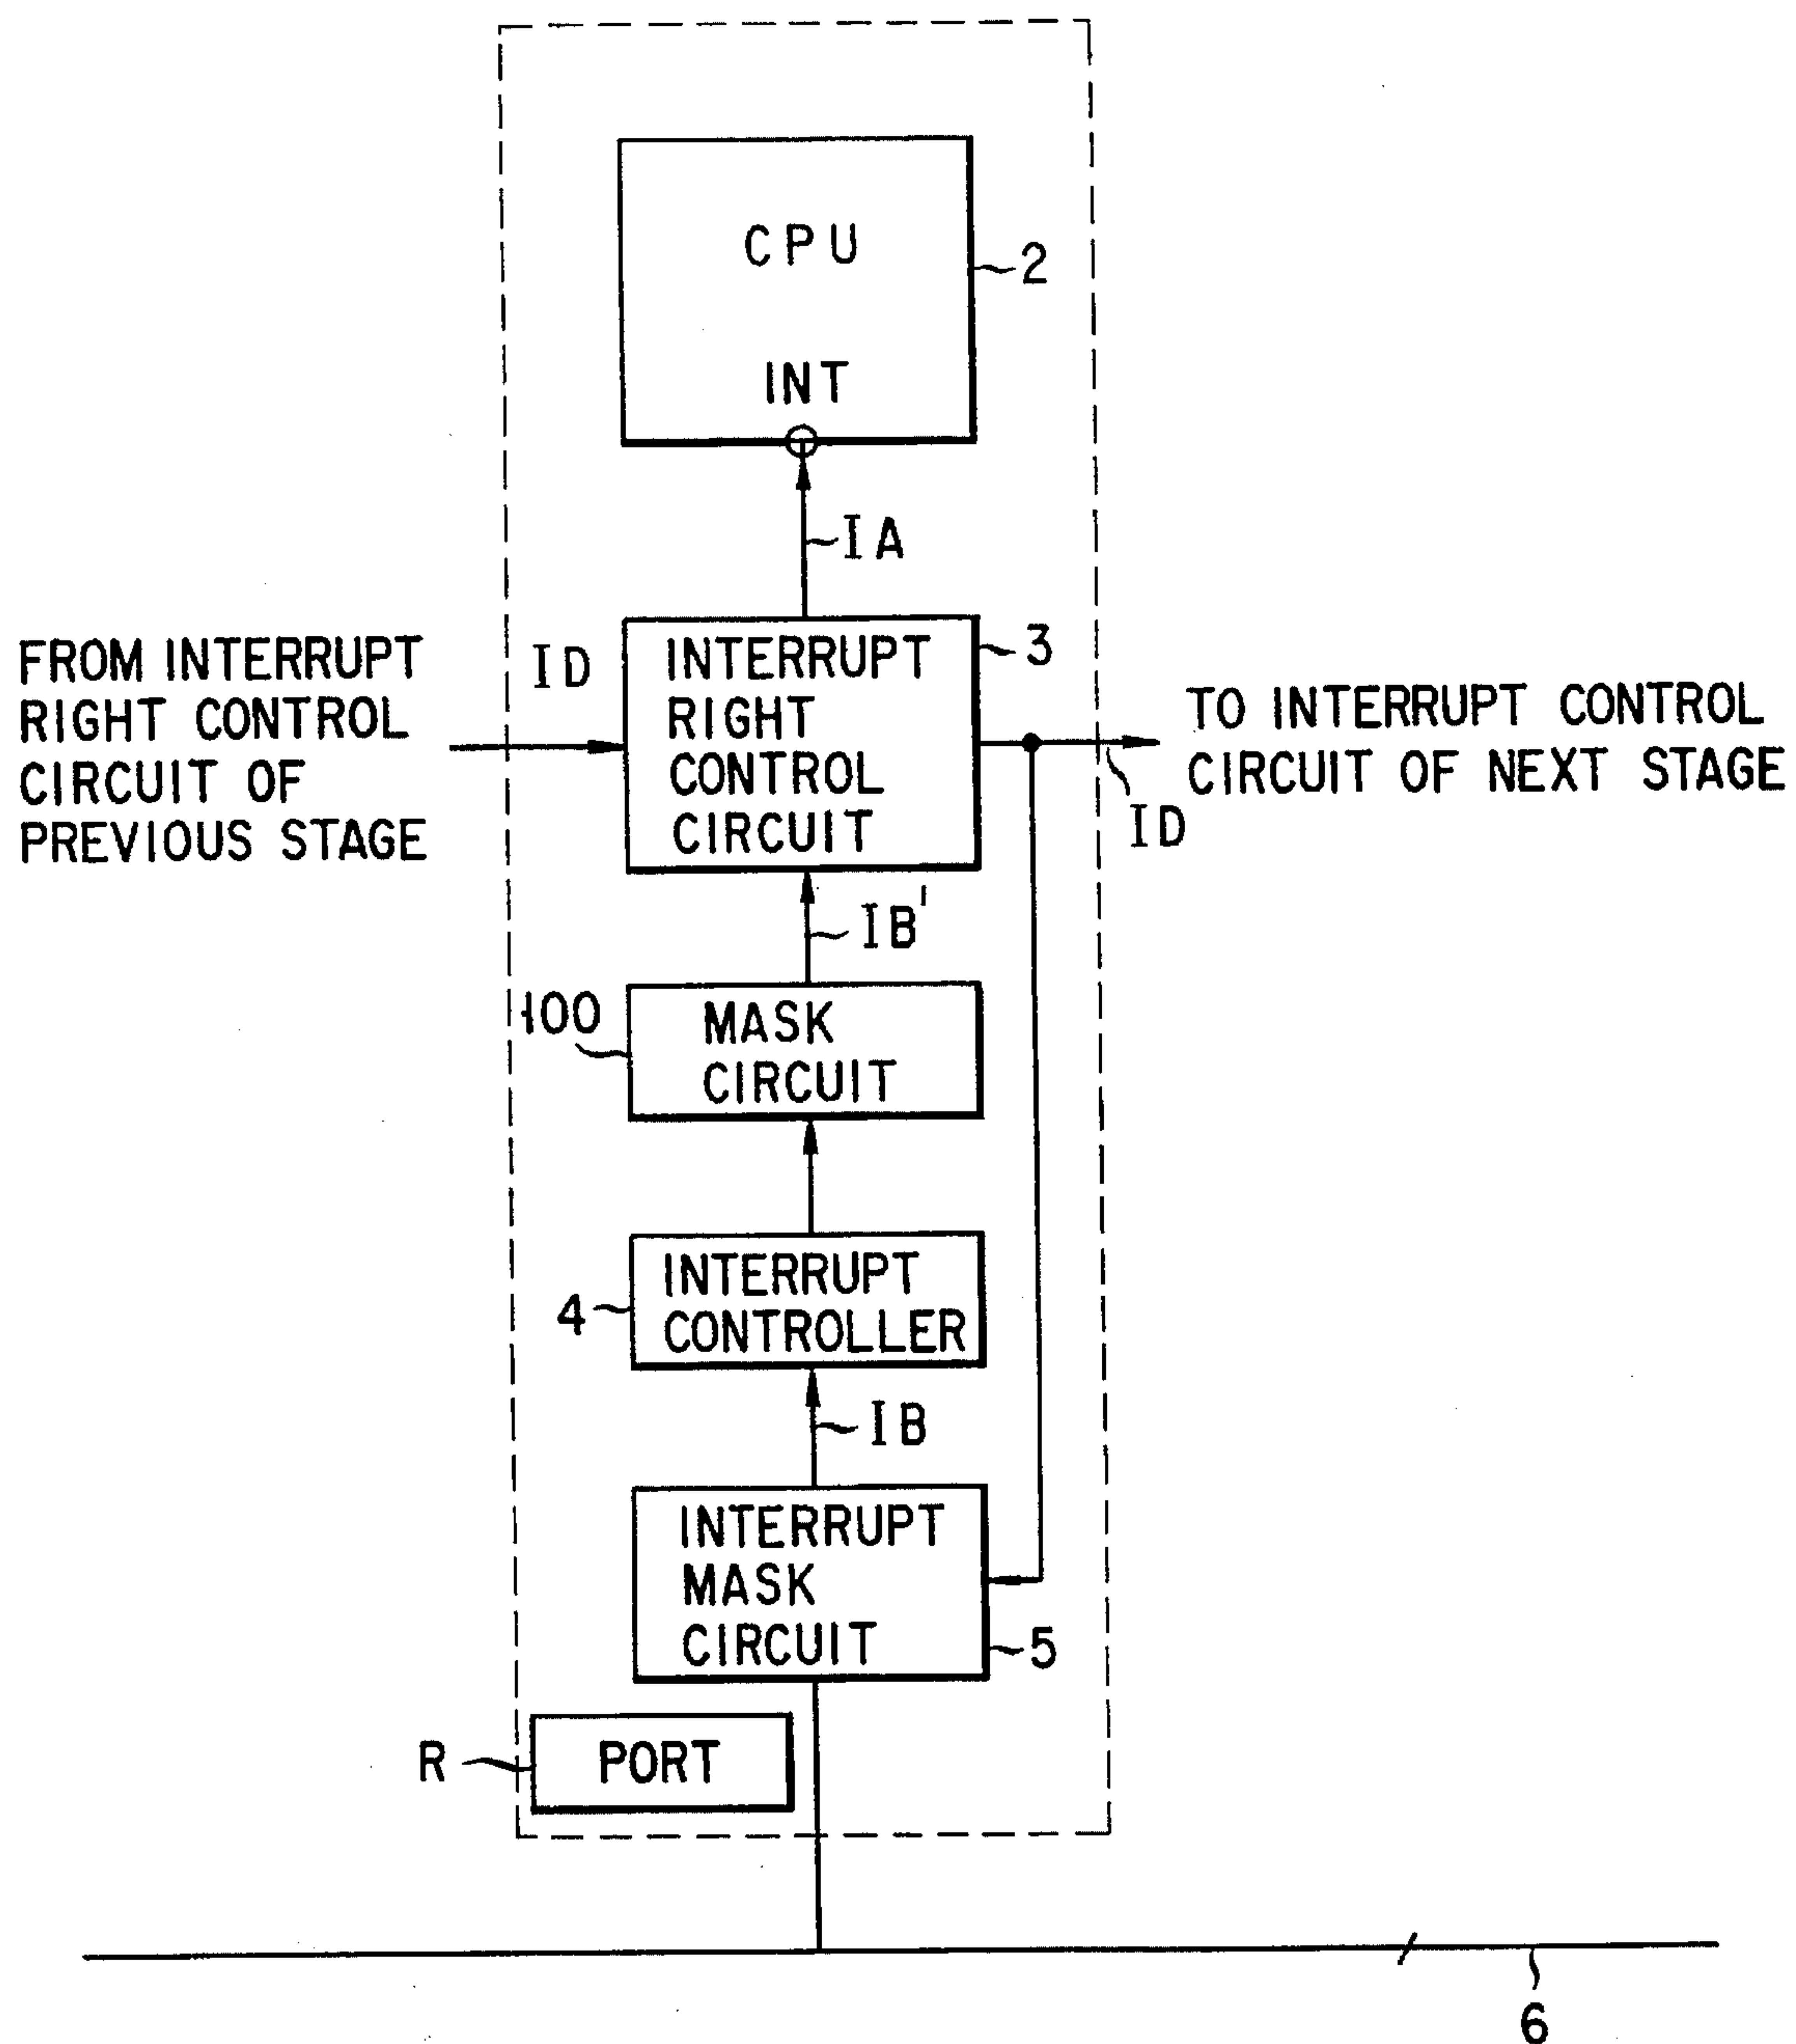 CPU
2
INT
IA
FROM INTERRUPT
RIGHT CONTROL
CIRCUIT OF
PREVIOUS STAGE
ID
INTERRUPT
RIGHT
CONTROL
CIRCUIT
3
TO INTERRUPT CONTROL
CIRCUIT OF NEXT STAGE
ID
IB'
100
MASK
CIRCUIT
4
INTERRUPT
CONTROLLER
IB
INTERRUPT
MASK
CIRCUIT
5
R
PORT
6